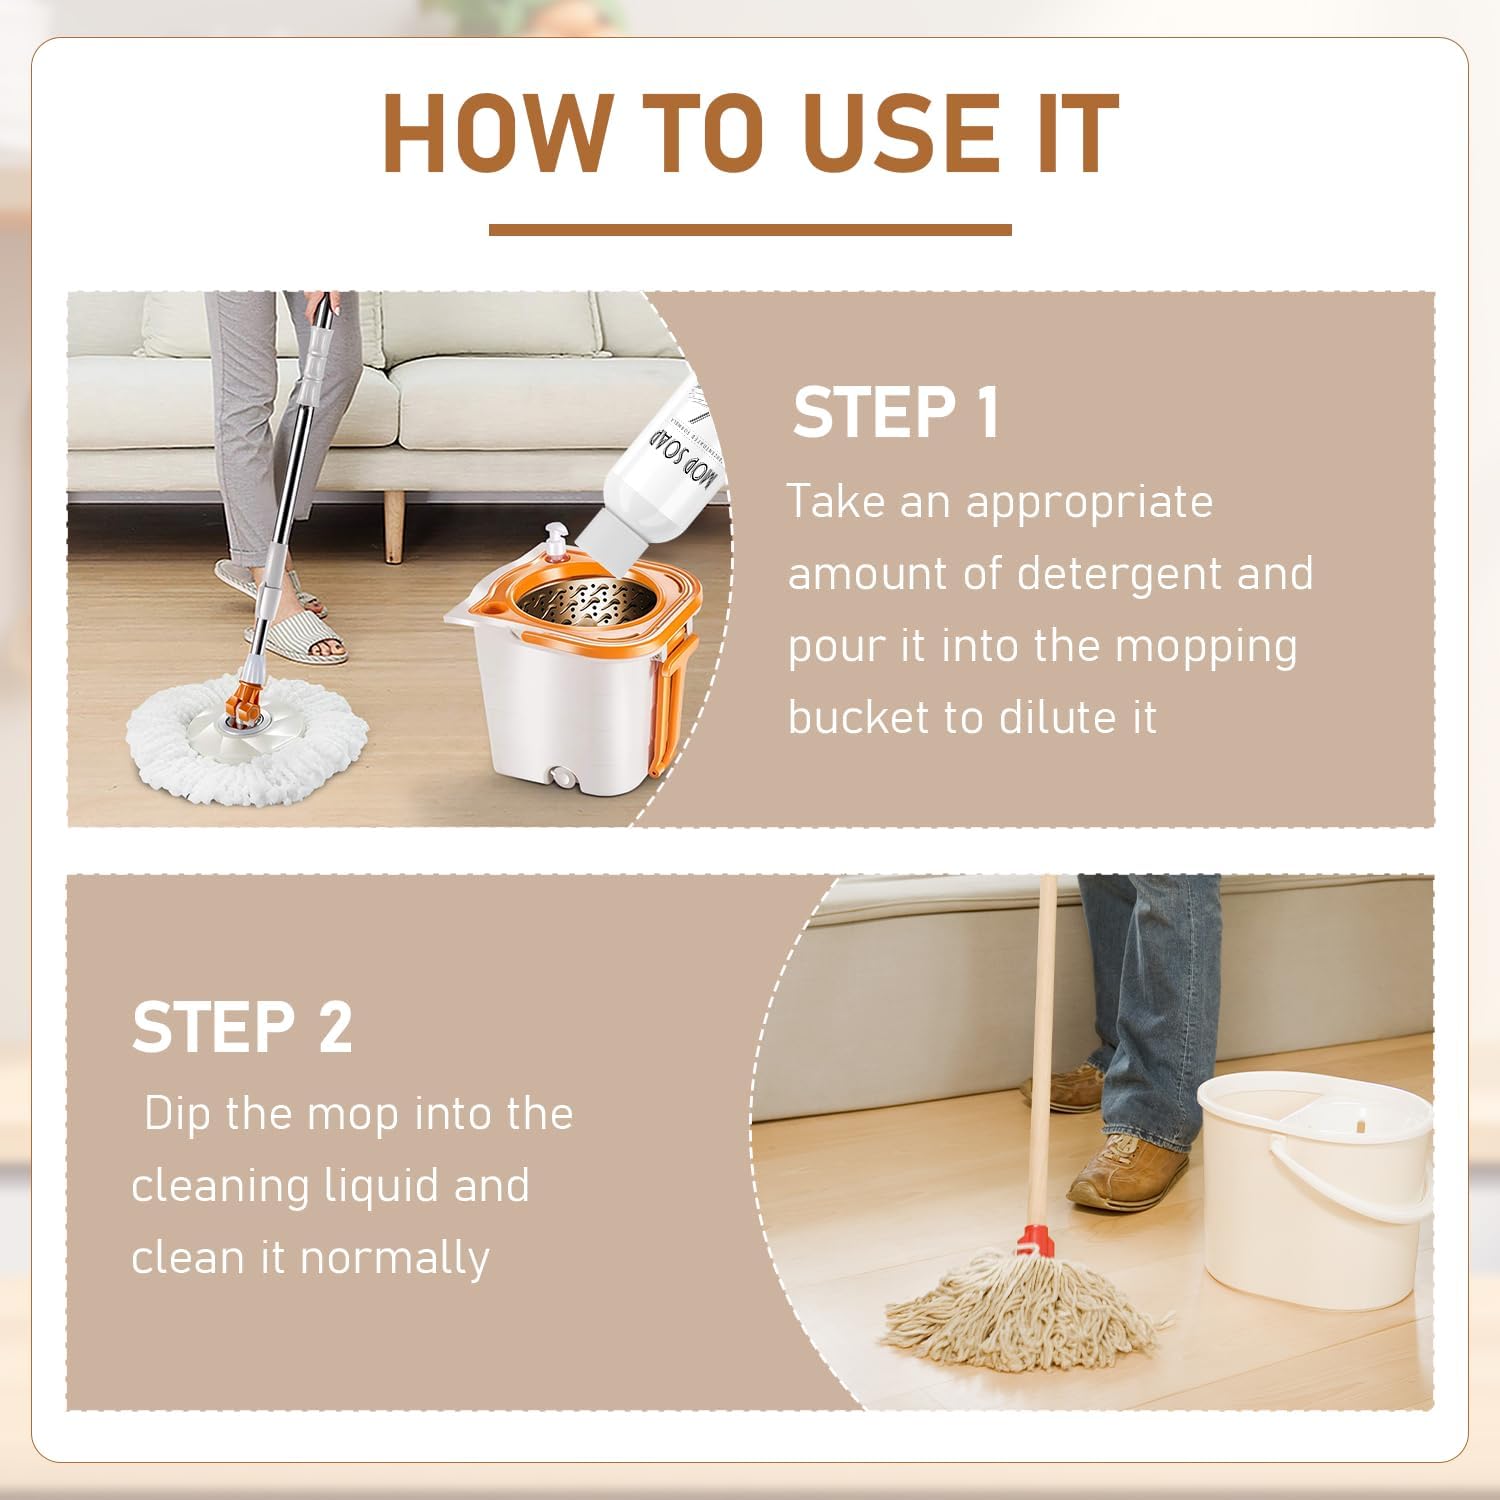 HOW TO USE IT
STEP 1
Take an appropriate
amount of detergent and
pour it into the mopping
bucket to dilute it
MOP SOAP
STEP 2
Dip the mop into the
cleaning liquid and
clean it normally